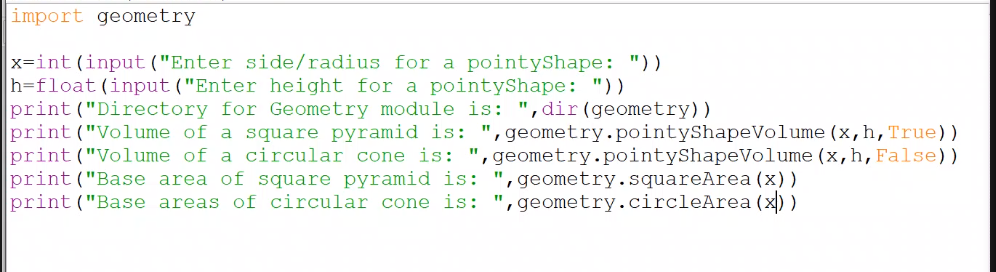 import geometry
x=int(input("Enter side/radius for a pointyShape: "))
h=float(input("Enter height for a pointyShape: "))
print("Directory for Geometry module is: ",dir(geometry))
print("Volume of a square pyramid is: ",geometry.pointyShapeVolume(x,h,True))
print("Volume of a circular cone is: ",geometry.pointyShapeVolume(x,h,False))
print("Base area of square pyramid is: ",geometry.squareArea(x))
print("Base areas of circular cone is: ",geometry.circleArea(x))